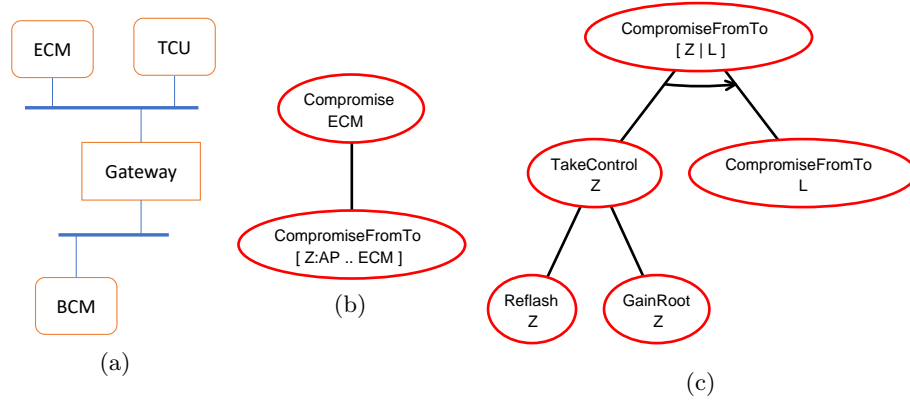 ECM
TCU
Gateway
BCM
(a)
Compromise
ECM
CompromiseFromTo
[ Z:AP .. ECM ]
(b)
CompromiseFromTo
[ Z | L ]
TakeControl
Z
CompromiseFromTo
L
Reflash
Z
GainRoot
Z
(c)